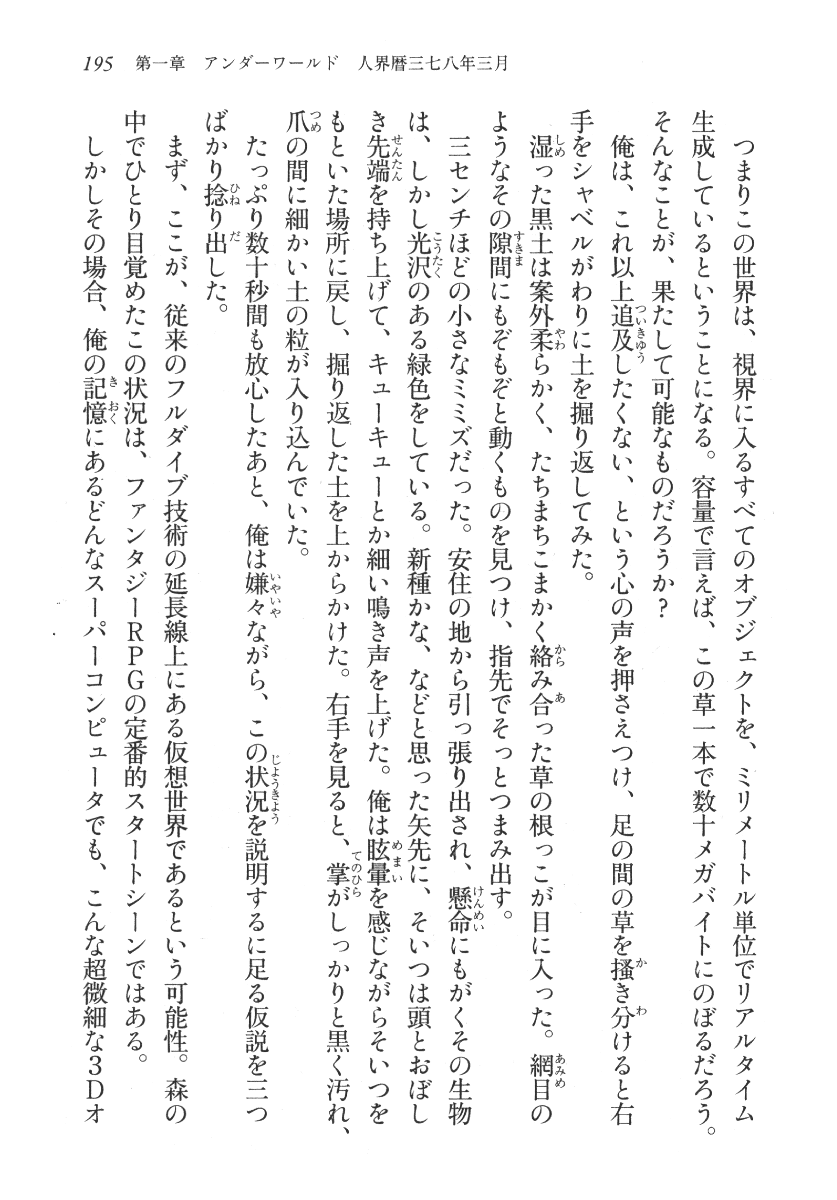 195 第一章 アンダーワールド 人界暦三七八年三月
つまりこの世界は、視界に入るすべてのオブジェクトを、ミリメートル単位でリアルタイム
生成しているということになる。容量で言えば、この草一本で数十メガバイトにのぼるだろう。
そんなことが、果たして可能なものだろうか？
俺は、これ以上追及したくない、という心の声を押さえつけ、足の間の草を搔き分けると右
手をシャベルがわりに土を掘り返してみた。
湿った黒土は案外柔らかく、たちまちこまかく絡み合った草の根っこが目に入った。網目の
ようなその隙間にもぞもぞと動くものを見つけ、指先でそっとつまみ出す。
三センチほどの小さなミミズだった。安住の地から引っ張り出され、懸命にもがくその生物
は、しかし光沢のある緑色をしている。新種かな、などと思った矢先に、そいつは頭とおぼし
き先端を持ち上げて、キューキューとか細い鳴き声を上げた。俺は眩暈を感じながらそいつを
もといた場所に戻し、掘り返した土を上からかけた。右手を見ると、掌がしっかりと黒く汚れ、
爪の間に細かい土の粒が入り込んでいた。
たっぷり数十秒間も放心したあと、俺は嫌々ながら、この状況を説明するに足る仮説を三つ
ばかり捻り出した。
まず、ここが、従来のフルダイブ技術の延長線上にある仮想世界であるという可能性。森の
中でひとり目覚めたこの状況は、ファンタジーＲＰＧの定番的スタートシーンではある。
しかしその場合、俺の記憶にあるどんなスーパーコンピュータでも、こんな超微細な３Ｄオ